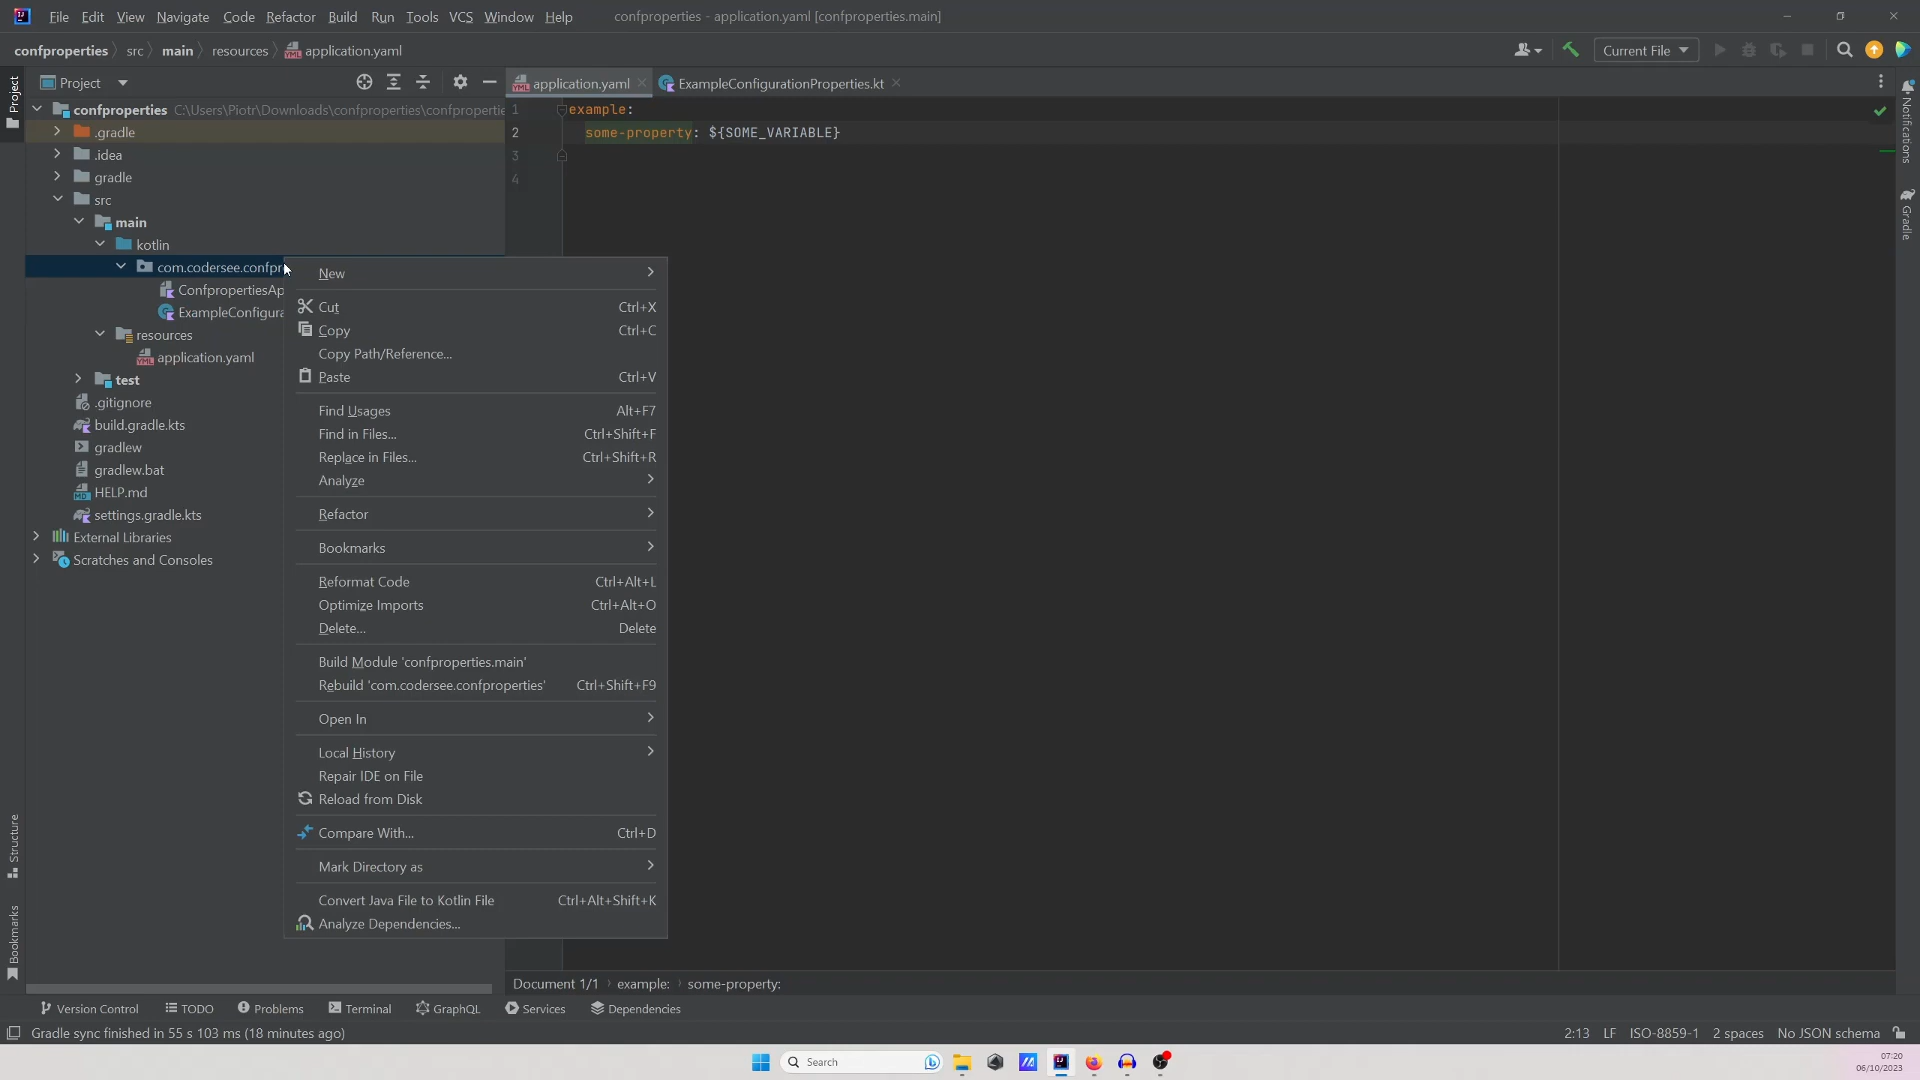 File Edit View Navigate Code Refactor Build Run Tools VCS Window Help confproperties - application.yaml [confproperties.main]
confproperties src main resources application.yaml Current File
Project application.yaml ExampleConfigurationProperties.kt
confproperties C:\Users\Piotr\Downloads\confproperties\confpropertie
.gradle
.idea
gradle
src
main
kotlin
com.codersee.confpr
ConfpropertiesAp
ExampleConfigura
resources
application.yaml
test
.gitignore
build.gradle.kts
gradlew
gradlew.bat
HELP.md
settings.gradle.kts
External Libraries
Scratches and Consoles
1 example:
2 some-property: ${SOME_VARIABLE}
3
4
New
Cut Ctrl+X
Copy Ctrl+C
Copy Path/Reference...
Paste Ctrl+V
Find Usages Alt+F7
Find in Files... Ctrl+Shift+F
Replace in Files... Ctrl+Shift+R
Analyze
Refactor
Bookmarks
Reformat Code Ctrl+Alt+L
Optimize Imports Ctrl+Alt+O
Delete... Delete
Build Module 'confproperties.main'
Rebuild 'com.codersee.confproperties' Ctrl+Shift+F9
Open In
Local History
Repair IDE on File
Reload from Disk
Compare With... Ctrl+D
Mark Directory as
Convert Java File to Kotlin File Ctrl+Alt+Shift+K
Analyze Dependencies...
Project
Structure
Bookmarks
Notifications
Gradle
Document 1/1 example: some-property:
Version Control TODO Problems Terminal GraphQL Services Dependencies
Gradle sync finished in 55 s 103 ms (18 minutes ago) 2:13 LF ISO-8859-1 2 spaces No JSON schema
Search
07:20
06/10/2023